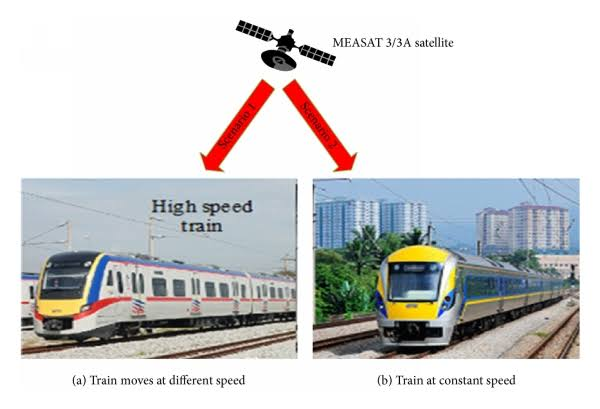 MEASAT 3/3A satellite
Scenario 1
Scenario 2
High speed
train
(a) Train moves at different speed
(b) Train at constant speed